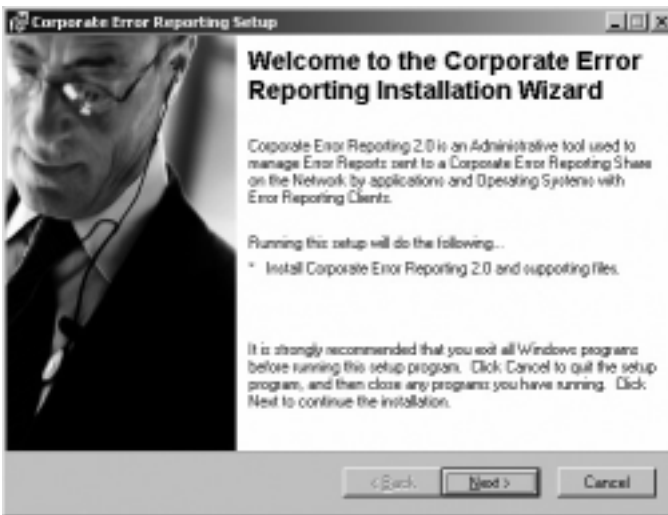 Corporate Error Reporting Setup
Welcome to the Corporate Error
Reporting Installation Wizard
Corporate Error Reporting 2.0 is an Administrative tool used to
manage Error Reports sent to a Corporate Error Reporting Share
on the Network by applications and Operating Systems with
Error Reporting Clients.
Running this setup will do the following...
* Install Corporate Error Reporting 2.0 and supporting files.
It is strongly recommended that you exit all Windows programs
before running this setup program. Click Cancel to quit the setup
program, and then close any programs you have running. Click
Next to continue the installation.
< Back Next > Cancel